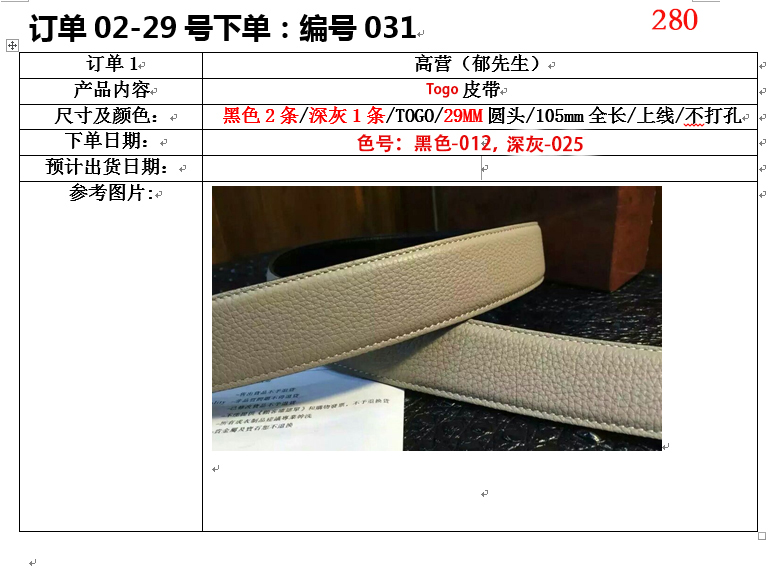 280
订单 02-29 号下单：编号 031
订单 1
高营（郁先生）
产品内容
Togo 皮带
尺寸及颜色：
黑色 2 条/深灰 1 条/TOGO/29MM 圆头/105mm 全长/上线/不打孔
下单日期：
色号：黑色-012, 深灰-025
预计出货日期：
参考图片: